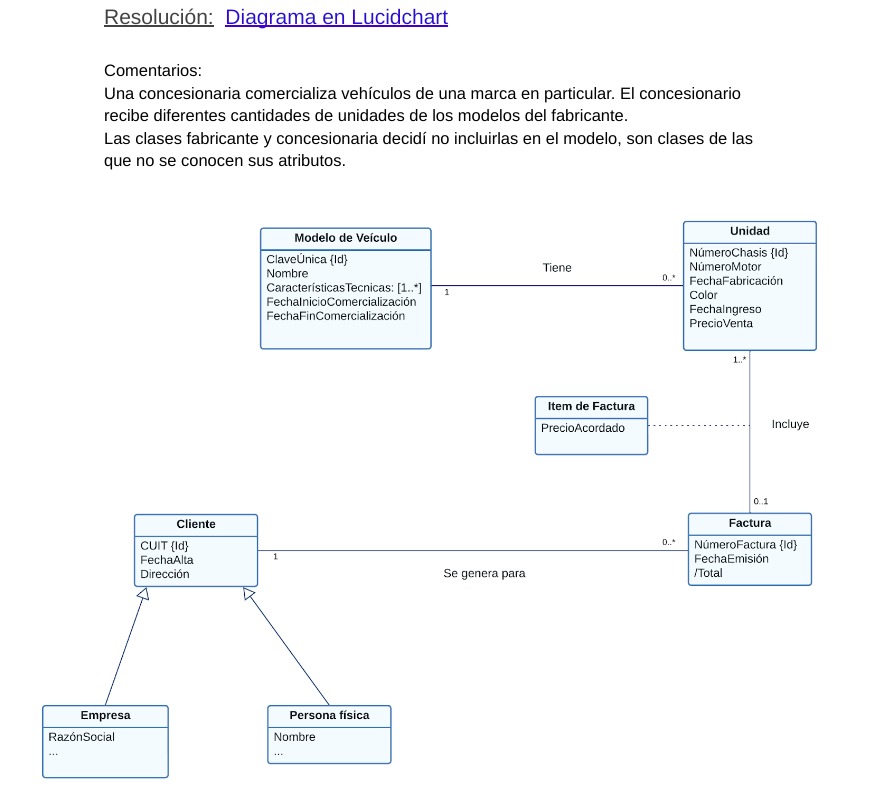 Resolución: Diagrama en Lucidchart
Comentarios:
Una concesionaria comercializa vehículos de una marca en particular. El concesionario
recibe diferentes cantidades de unidades de los modelos del fabricante.
Las clases fabricante y concesionaria decidí no incluirlas en el modelo, son clases de las
que no se conocen sus atributos.
Modelo de Veículo
ClaveÚnica {Id}
Nombre
CaracterísticasTecnicas: [1..*]
FechaInicioComercialización
FechaFinComercialización
1
Tiene
0..*
Unidad
NúmeroChasis {Id}
NúmeroMotor
FechaFabricación
Color
FechaIngreso
PrecioVenta
1..*
Item de Factura
PrecioAcordado
Incluye
0..1
Cliente
CUIT {Id}
FechaAlta
Dirección
1
Se genera para
0..*
Factura
NúmeroFactura {Id}
FechaEmisión
/Total
Empresa
RazónSocial
...
Persona física
Nombre
...